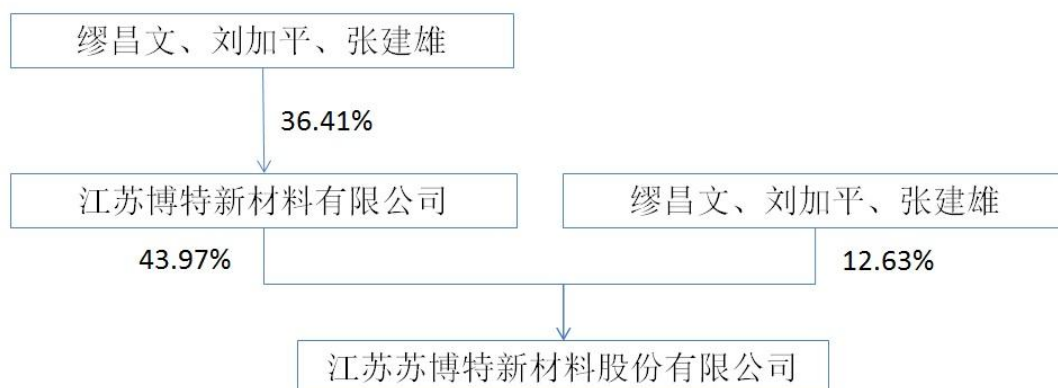 缪昌文、刘加平、张建雄
36.41%
江苏博特新材料有限公司
缪昌文、刘加平、张建雄
43.97%
12.63%
江苏苏博特新材料股份有限公司